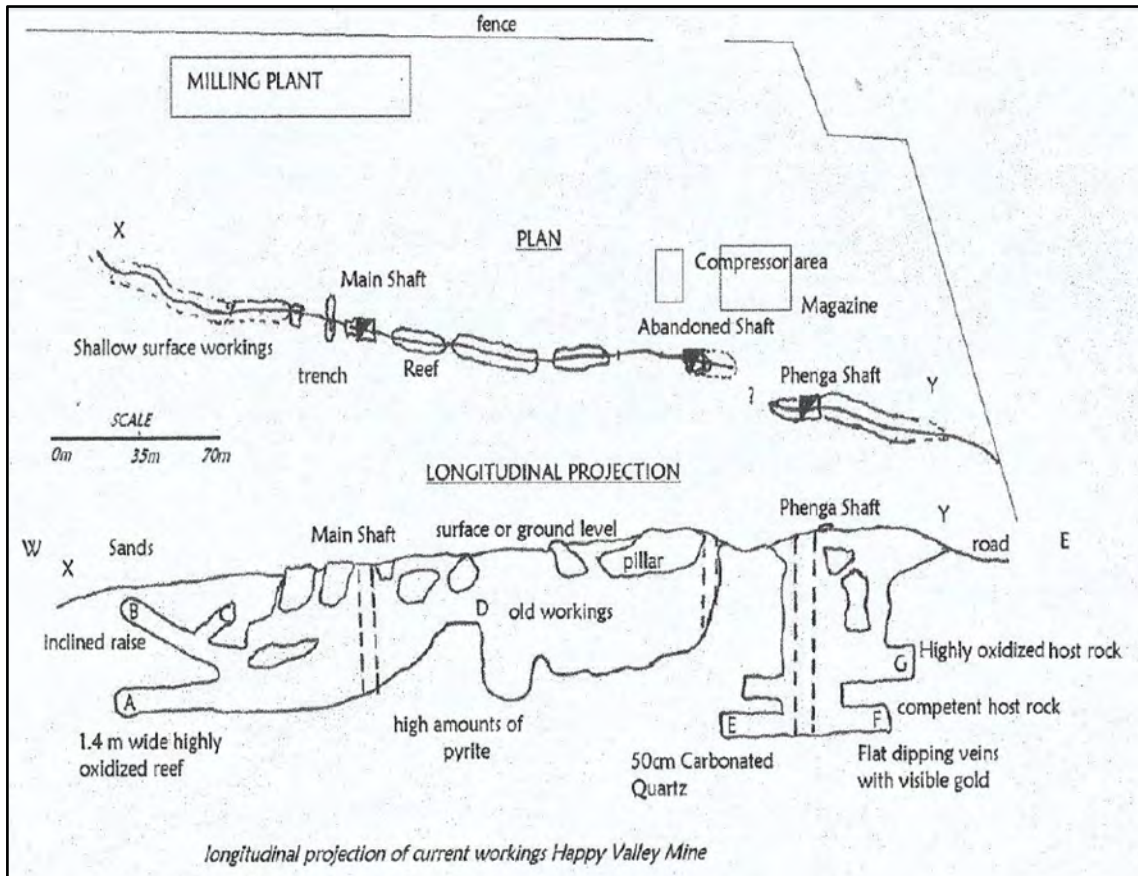 fence
MILLING PLANT
X
PLAN
Compressor area
Main Shaft
Magazine
Abandoned Shaft
Shallow surface workings
trench
Reef
Phenga Shaft
?
Y
SCALE
0m 35m 70m
LONGITUDINAL PROJECTION
Phenga Shaft
Main Shaft
surface or ground level
Y
W
Sands
road
E
X
pillar
B
D
old workings
inclined raise
Highly oxidized host rock
G
A
high amounts of
pyrite
competent host rock
E
F
1.4 m wide highly
oxidized reef
50cm Carbonated
Quartz
Flat dipping veins
with visible gold
longitudinal projection of current workings Happy Valley Mine